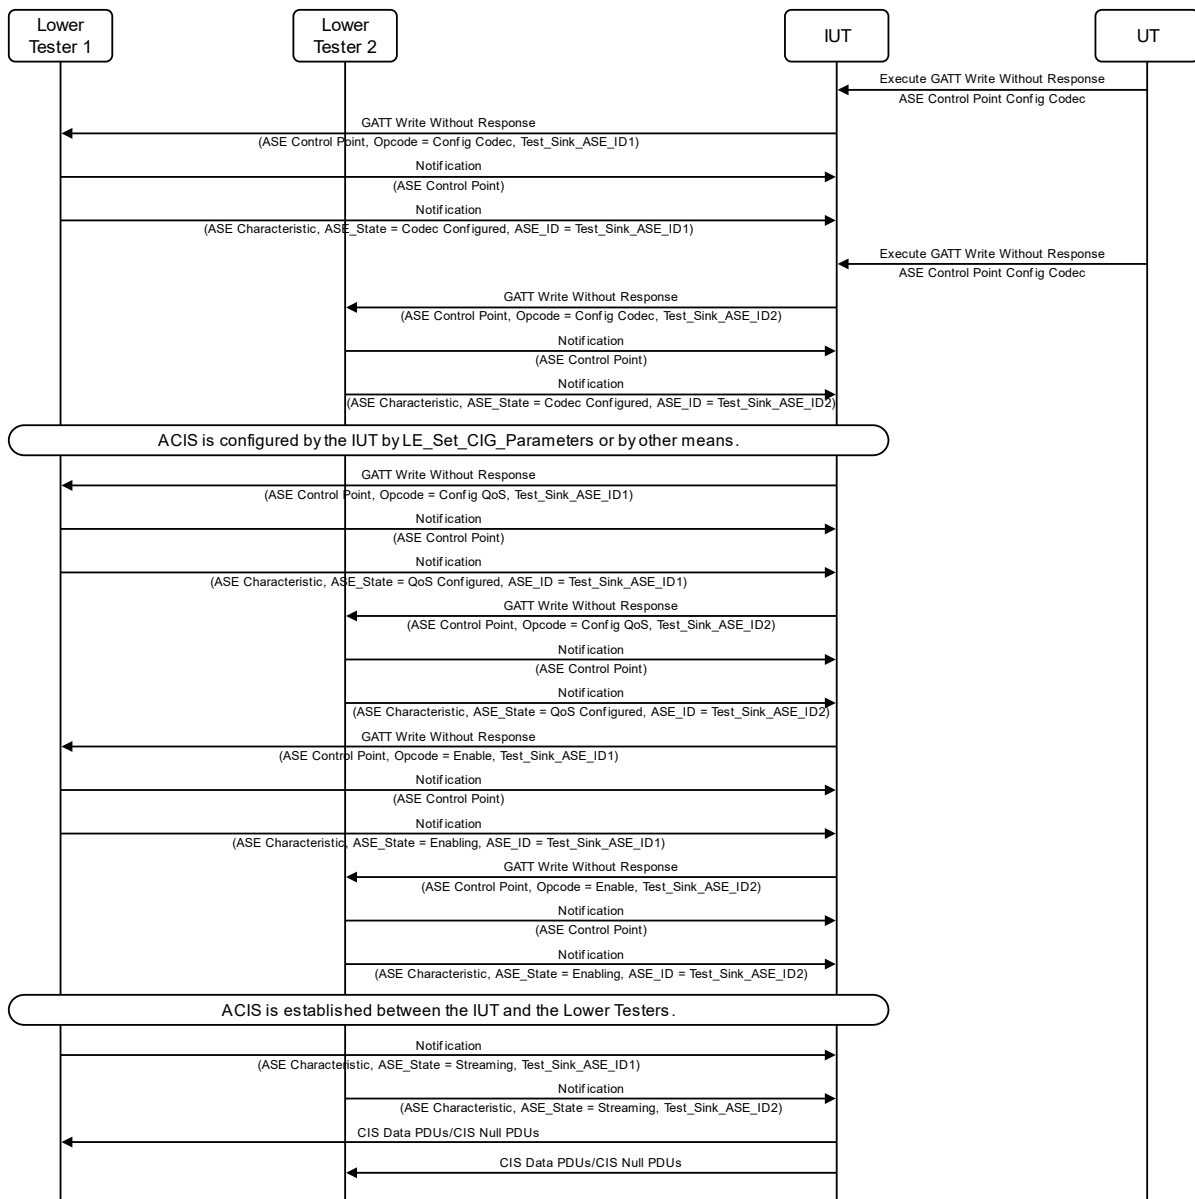 Lower
Tester 1
Lower
Tester 2
IUT
UT
Execute GATT Write Without Response
ASE Control Point Config Codec
GATT Write Without Response
(ASE Control Point, Opcode = Config Codec, Test_Sink_ASE_ID1)
Notification
(ASE Control Point)
Notification
(ASE Characteristic, ASE_State = Codec Configured, ASE_ID = Test_Sink_ASE_ID1)
Execute GATT Write Without Response
ASE Control Point Config Codec
GATT Write Without Response
(ASE Control Point, Opcode = Config Codec, Test_Sink_ASE_ID2)
Notification
(ASE Control Point)
Notification
(ASE Characteristic, ASE_State = Codec Configured, ASE_ID = Test_Sink_ASE_ID2)
A CIS is configured by the IUT by LE_Set_CIG_Parameters or by other means.
GATT Write Without Response
(ASE Control Point, Opcode = Config QoS, Test_Sink_ASE_ID1)
Notification
(ASE Control Point)
Notification
(ASE Characteristic, ASE_State = QoS Configured, ASE_ID = Test_Sink_ASE_ID1)
GATT Write Without Response
(ASE Control Point, Opcode = Config QoS, Test_Sink_ASE_ID2)
Notification
(ASE Control Point)
Notification
(ASE Characteristic, ASE_State = QoS Configured, ASE_ID = Test_Sink_ASE_ID2)
GATT Write Without Response
(ASE Control Point, Opcode = Enable, Test_Sink_ASE_ID1)
Notification
(ASE Control Point)
Notification
(ASE Characteristic, ASE_State = Enabling, ASE_ID = Test_Sink_ASE_ID1)
GATT Write Without Response
(ASE Control Point, Opcode = Enable, Test_Sink_ASE_ID2)
Notification
(ASE Control Point)
Notification
(ASE Characteristic, ASE_State = Enabling, ASE_ID = Test_Sink_ASE_ID2)
A CIS is established between the IUT and the Lower Testers.
Notification
(ASE Characteristic, ASE_State = Streaming, Test_Sink_ASE_ID1)
Notification
(ASE Characteristic, ASE_State = Streaming, Test_Sink_ASE_ID2)
CIS Data PDUs/CIS Null PDUs
CIS Data PDUs/CIS Null PDUs